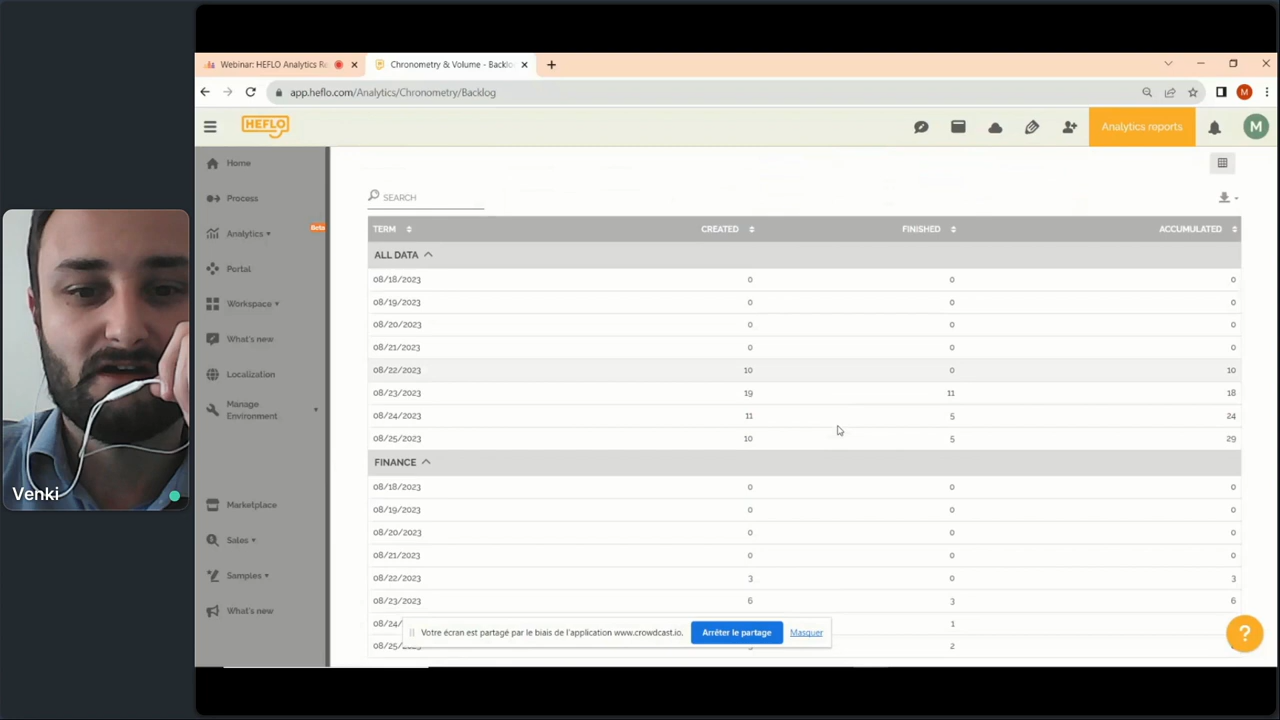 Webinar: HEFLO Analytics Re
Chronometry & Volume - Backlo
app.heflo.com/Analytics/Chronometry/Backlog
M
HEFLO
Analytics reports
M
Home
Process
Analytics
Beta
Portal
Workspace
What's new
Localization
Manage
Environment
Marketplace
Sales
Samples
What's new
SEARCH
TERM CREATED FINISHED ACCUMULATED
ALL DATA
08/18/2023 0 0 0
08/19/2023 0 0 0
08/20/2023 0 0 0
08/21/2023 0 0 0
08/22/2023 10 0 10
08/23/2023 19 11 18
08/24/2023 11 5 24
08/25/2023 10 5 29
FINANCE
08/18/2023 0 0 0
08/19/2023 0 0 0
08/20/2023 0 0 0
08/21/2023 0 0 0
08/22/2023 3 0 3
08/23/2023 6 3 6
08/24/ 1
08/25/ 2
Votre écran est partagé par le biais de l'application www.crowdcast.io.
Arrêter le partage
Masquer
?
Venki